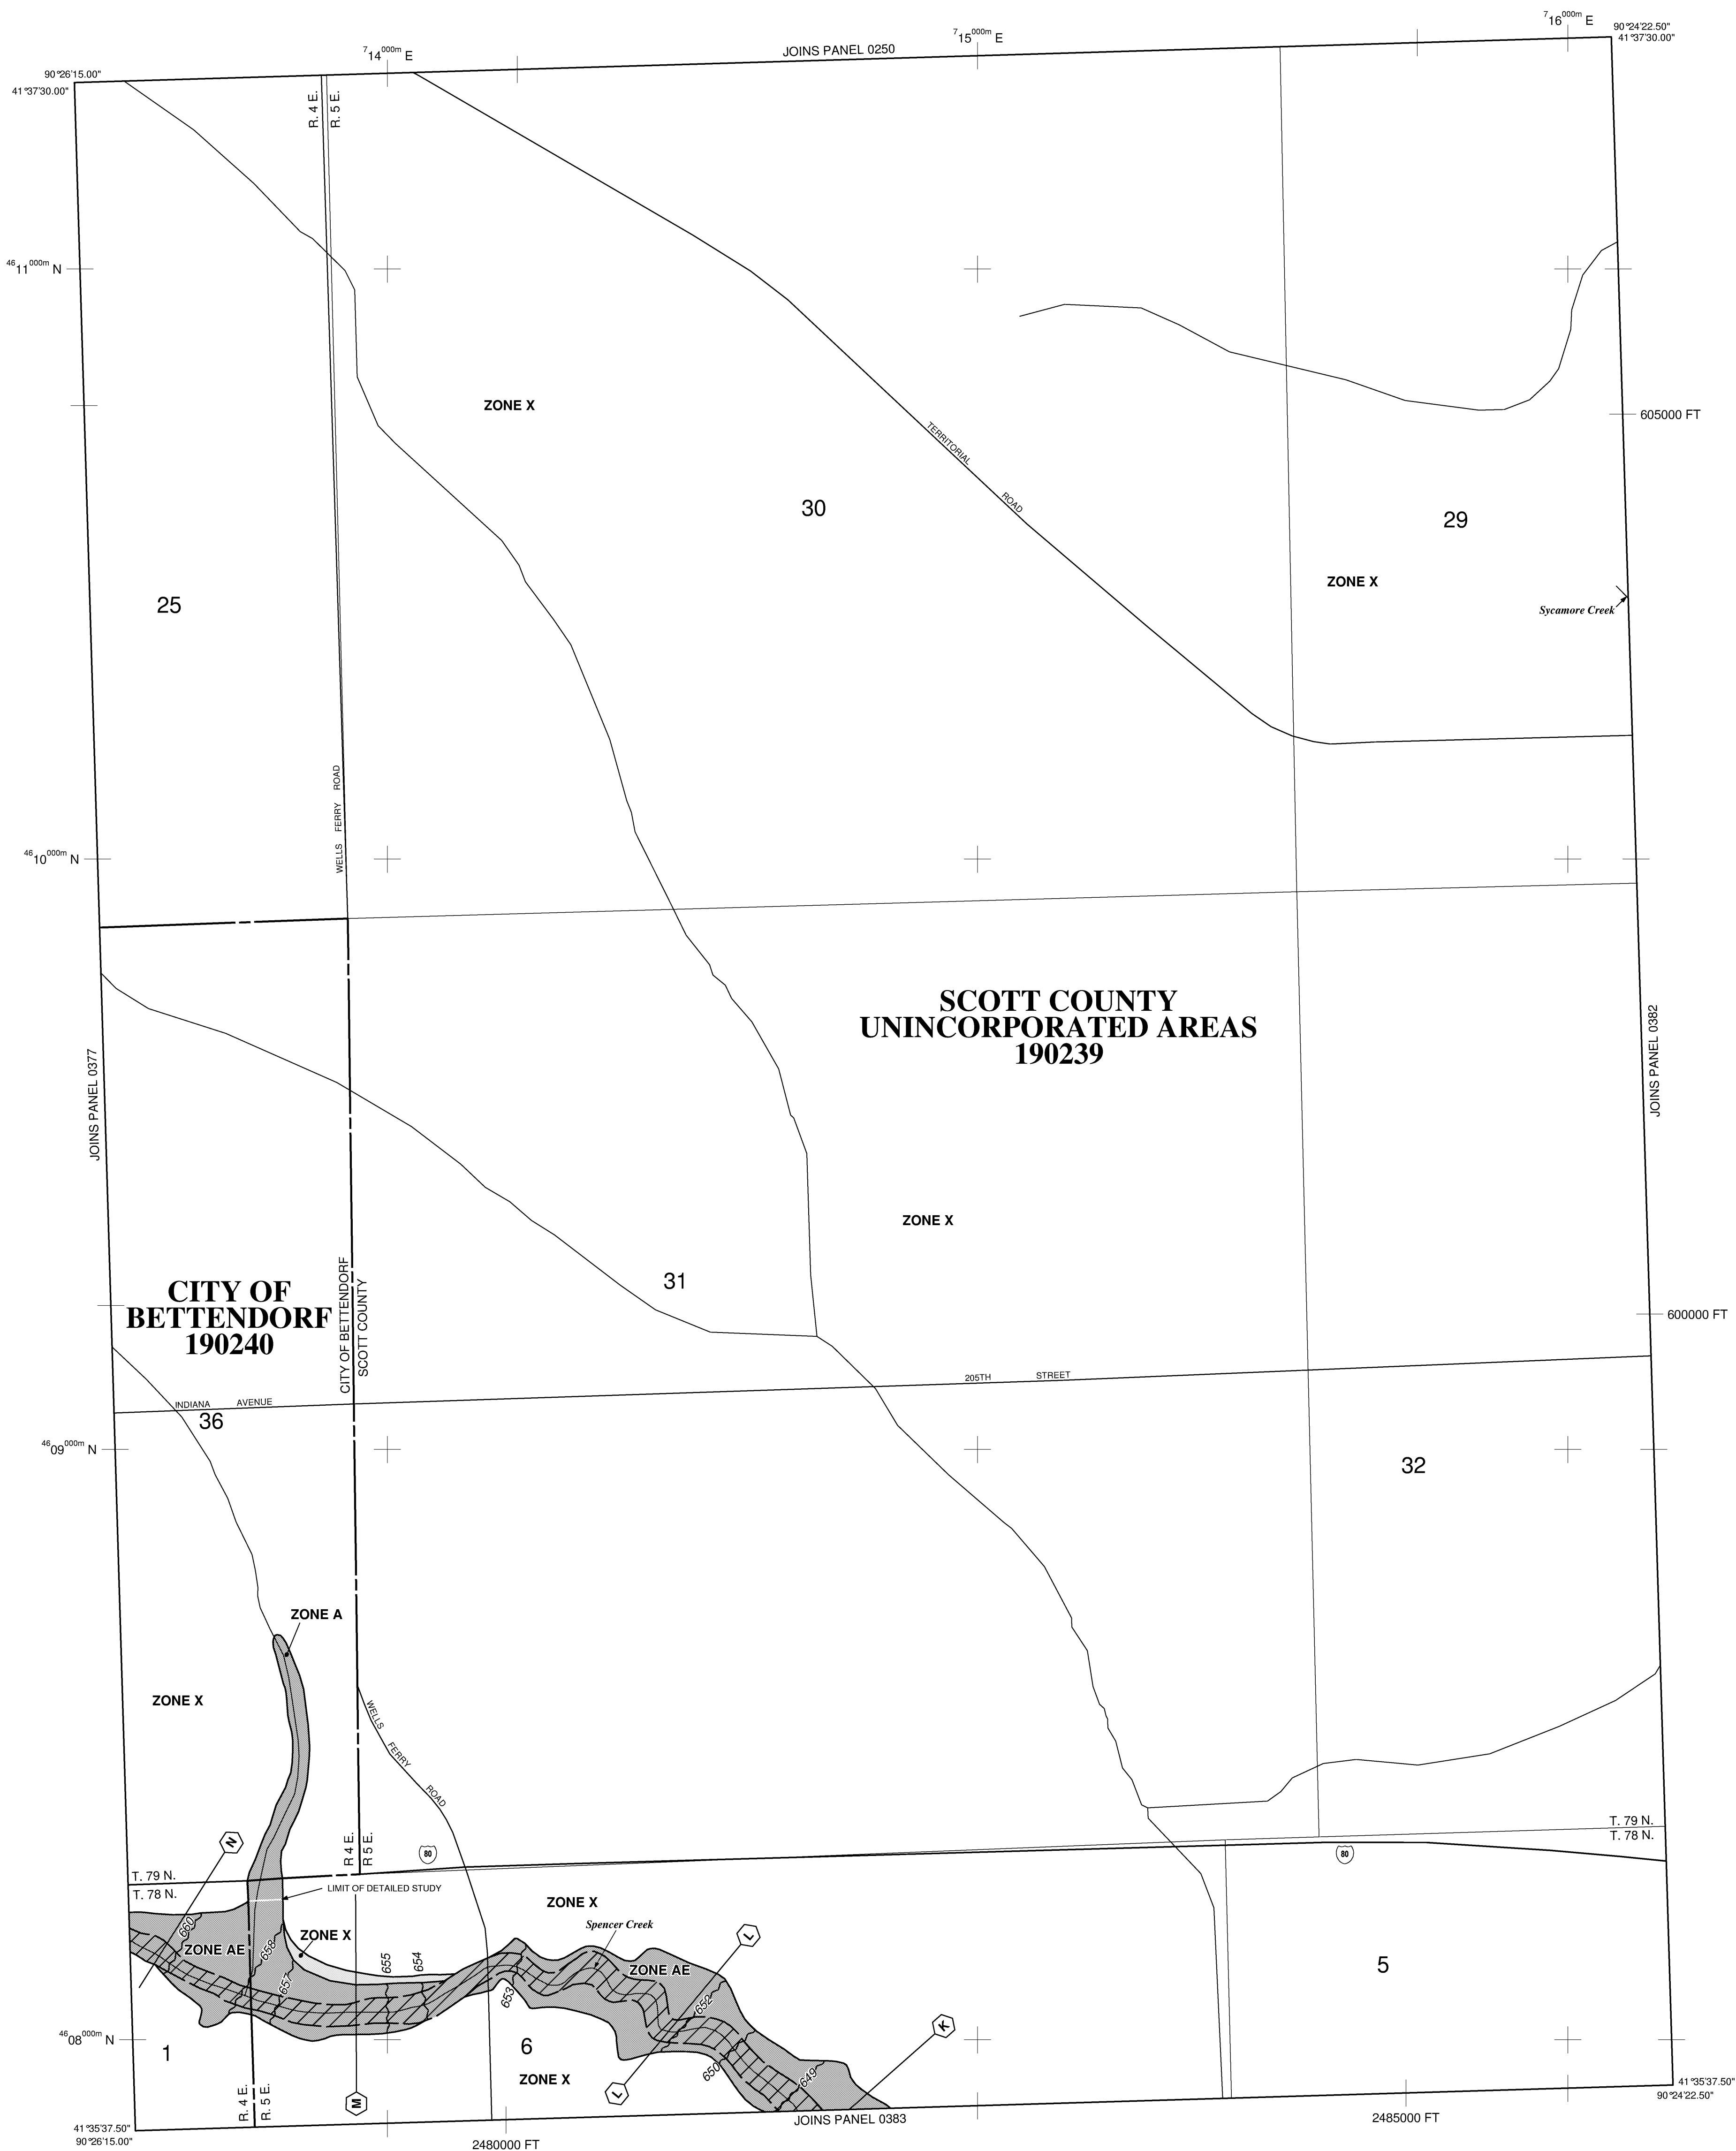 716000m E
90°24'22.50"
41°37'30.00"
715000m E
JOINS PANEL 0250
714000m E
90°26'15.00"
41°37'30.00"
R. 4 E.
R. 5 E.
4611000m N
ZONE X
605000 FT
TERRITORIAL ROAD
30
29
ZONE X
25
Sycamore Creek
WELLS FERRY ROAD
4610000m N
SCOTT COUNTY
UNINCORPORATED AREAS
190239
JOINS PANEL 0377
JOINS PANEL 0382
ZONE X
31
CITY OF
BETTENDORF
190240
CITY OF BETTENDORF
SCOTT COUNTY
600000 FT
205TH STREET
INDIANA AVENUE
36
4609000m N
32
ZONE A
ZONE X
WELLS FERRY ROAD
T. 79 N.
T. 78 N.
N
R 4 E.
R 5 E.
80
80
T. 79 N.
T. 78 N.
LIMIT OF DETAILED STUDY
ZONE X
Spencer Creek
660
ZONE AE
658
ZONE X
657
655
654
653
ZONE AE
L
652
5
K
4608000m N
1
6
ZONE X
650
649
L
M
R. 4 E.
R. 5 E.
41°35'37.50"
90°24'22.50"
41°35'37.50"
90°26'15.00"
JOINS PANEL 0383
2485000 FT
2480000 FT